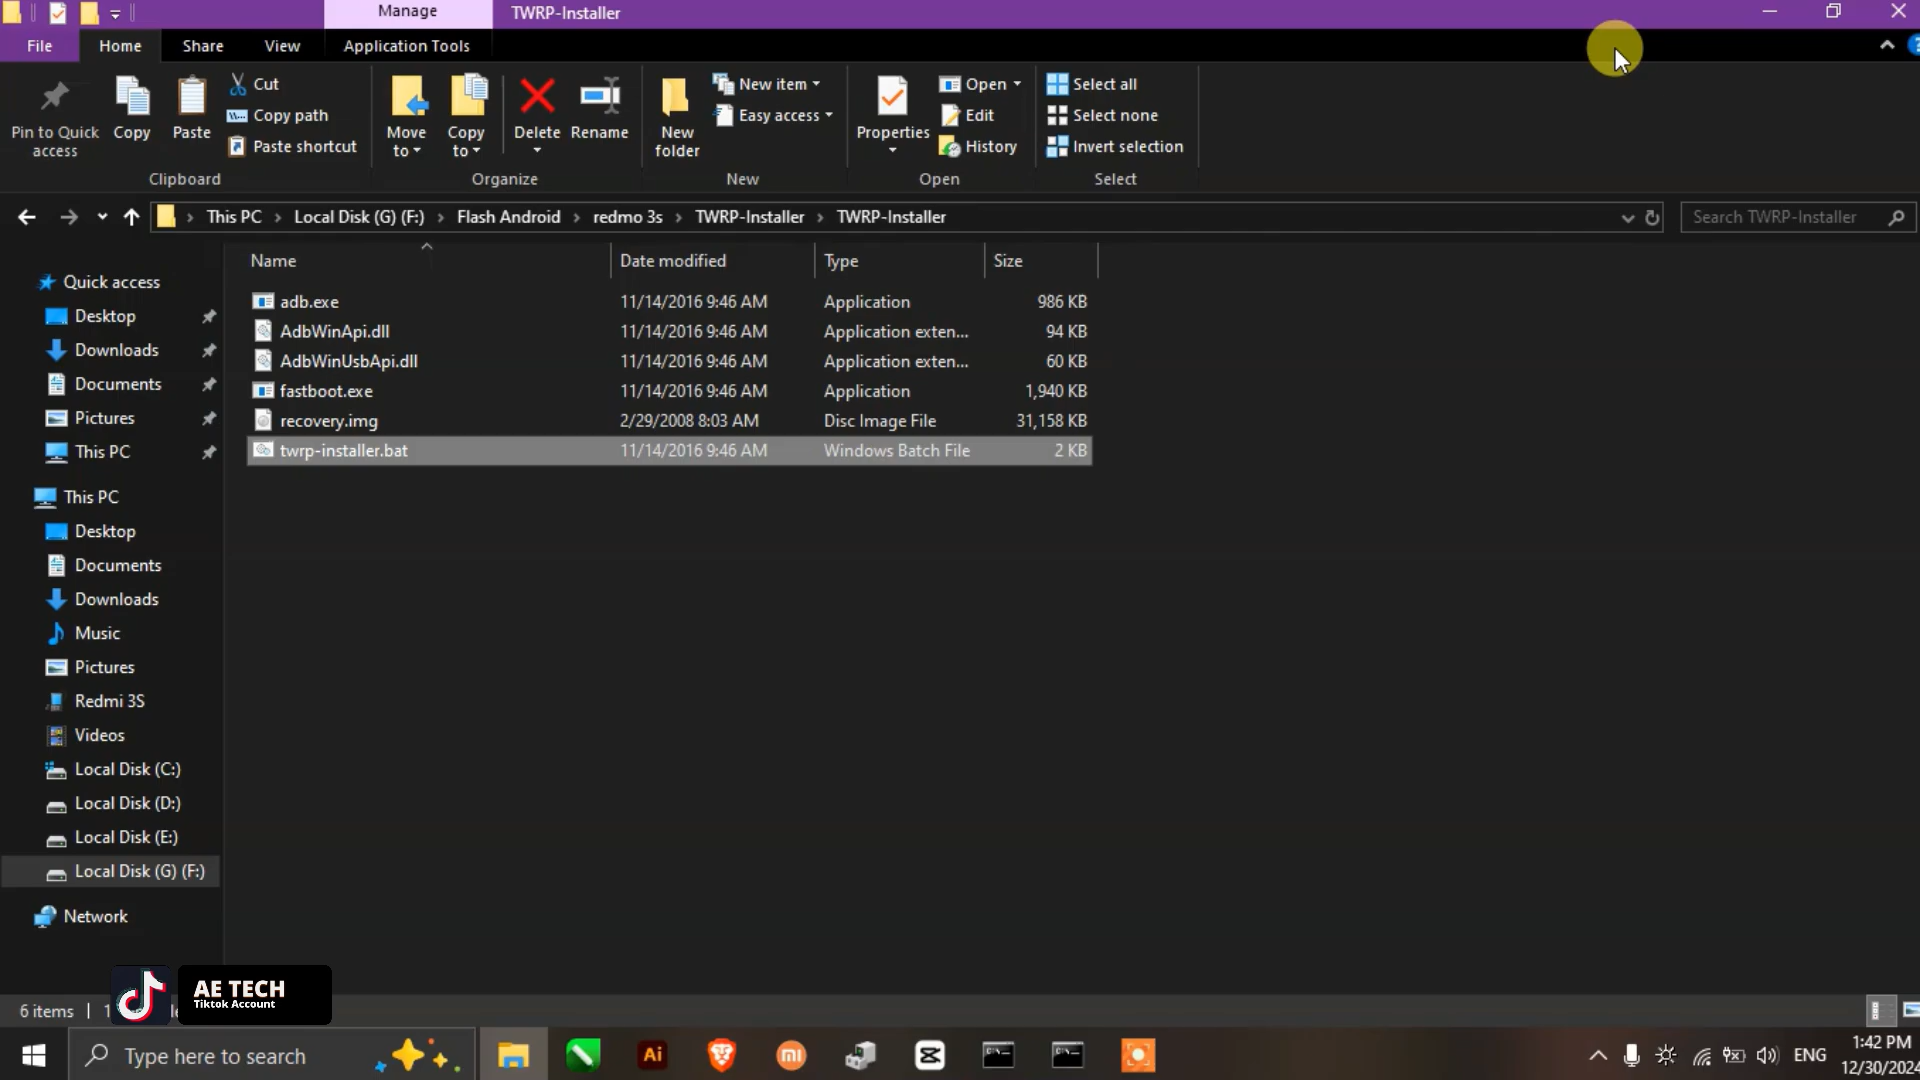 Manage
TWRP-Installer
File
Home
Share
View
Application Tools
Pin to Quick access
Copy
Paste
Cut
Copy path
Paste shortcut
Clipboard
Move to
Copy to
Delete
Rename
Organize
New folder
New item
Easy access
New
Properties
Open
Edit
History
Open
Select all
Select none
Invert selection
Select
This PC › Local Disk (G) (F:) › Flash Android › redmo 3s › TWRP-Installer › TWRP-Installer
Search TWRP-Installer
Name Date modified Type Size
adb.exe 11/14/2016 9:46 AM Application 986 KB
AdbWinApi.dll 11/14/2016 9:46 AM Application exten... 94 KB
AdbWinUsbApi.dll 11/14/2016 9:46 AM Application exten... 60 KB
fastboot.exe 11/14/2016 9:46 AM Application 1,940 KB
recovery.img 2/29/2008 8:03 AM Disc Image File 31,158 KB
twrp-installer.bat 11/14/2016 9:46 AM Windows Batch File 2 KB
Quick access
Desktop
Downloads
Documents
Pictures
This PC
This PC
Desktop
Documents
Downloads
Music
Pictures
Redmi 3S
Videos
Local Disk (C:)
Local Disk (D:)
Local Disk (E:)
Local Disk (G) (F:)
Network
6 items
AE TECH
Tiktok Account
Type here to search
Ai
mi
ENG
1:42 PM
12/30/2024